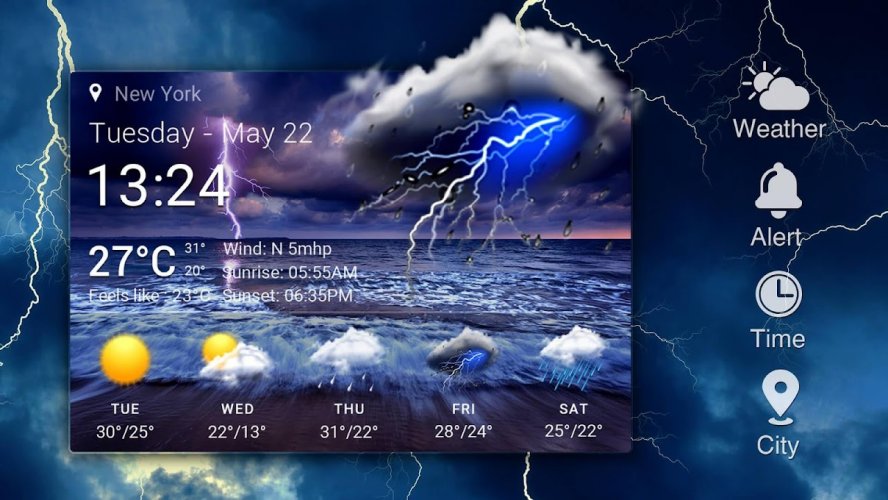 New York
Tuesday - May 22
13:24
27°C 31° 20°
Feels like -23°C
Wind: N 5mhp
Sunrise: 05:55AM
Sunset: 06:35PM
TUE WED THU FRI SAT
30°/25° 22°/13° 31°/22° 28°/24° 25°/22°
Weather
Alert
Time
City